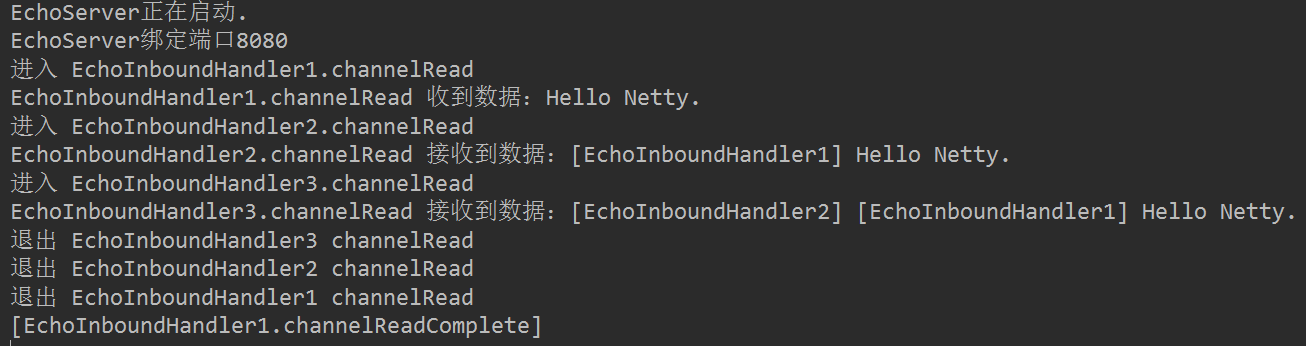 EchoServer正在启动.
EchoServer绑定端口8080
进入 EchoInboundHandler1.channelRead
EchoInboundHandler1.channelRead 收到数据：Hello Netty.
进入 EchoInboundHandler2.channelRead
EchoInboundHandler2.channelRead 接收到数据：[EchoInboundHandler1] Hello Netty.
进入 EchoInboundHandler3.channelRead
EchoInboundHandler3.channelRead 接收到数据：[EchoInboundHandler2] [EchoInboundHandler1] Hello Netty.
退出 EchoInboundHandler3 channelRead
退出 EchoInboundHandler2 channelRead
退出 EchoInboundHandler1 channelRead
[EchoInboundHandler1.channelReadComplete]